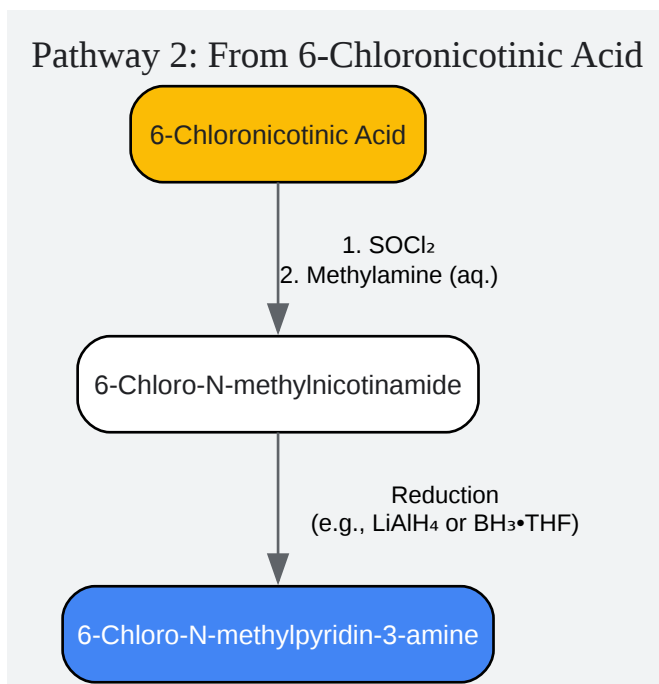 Pathway 2: From 6-Chloronicotinic Acid
6-Chloronicotinic Acid
1. SOCl₂
2. Methylamine (aq.)
6-Chloro-N-methylnicotinamide
Reduction
(e.g., LiAlH₄ or BH₃•THF)
6-Chloro-N-methylpyridin-3-amine